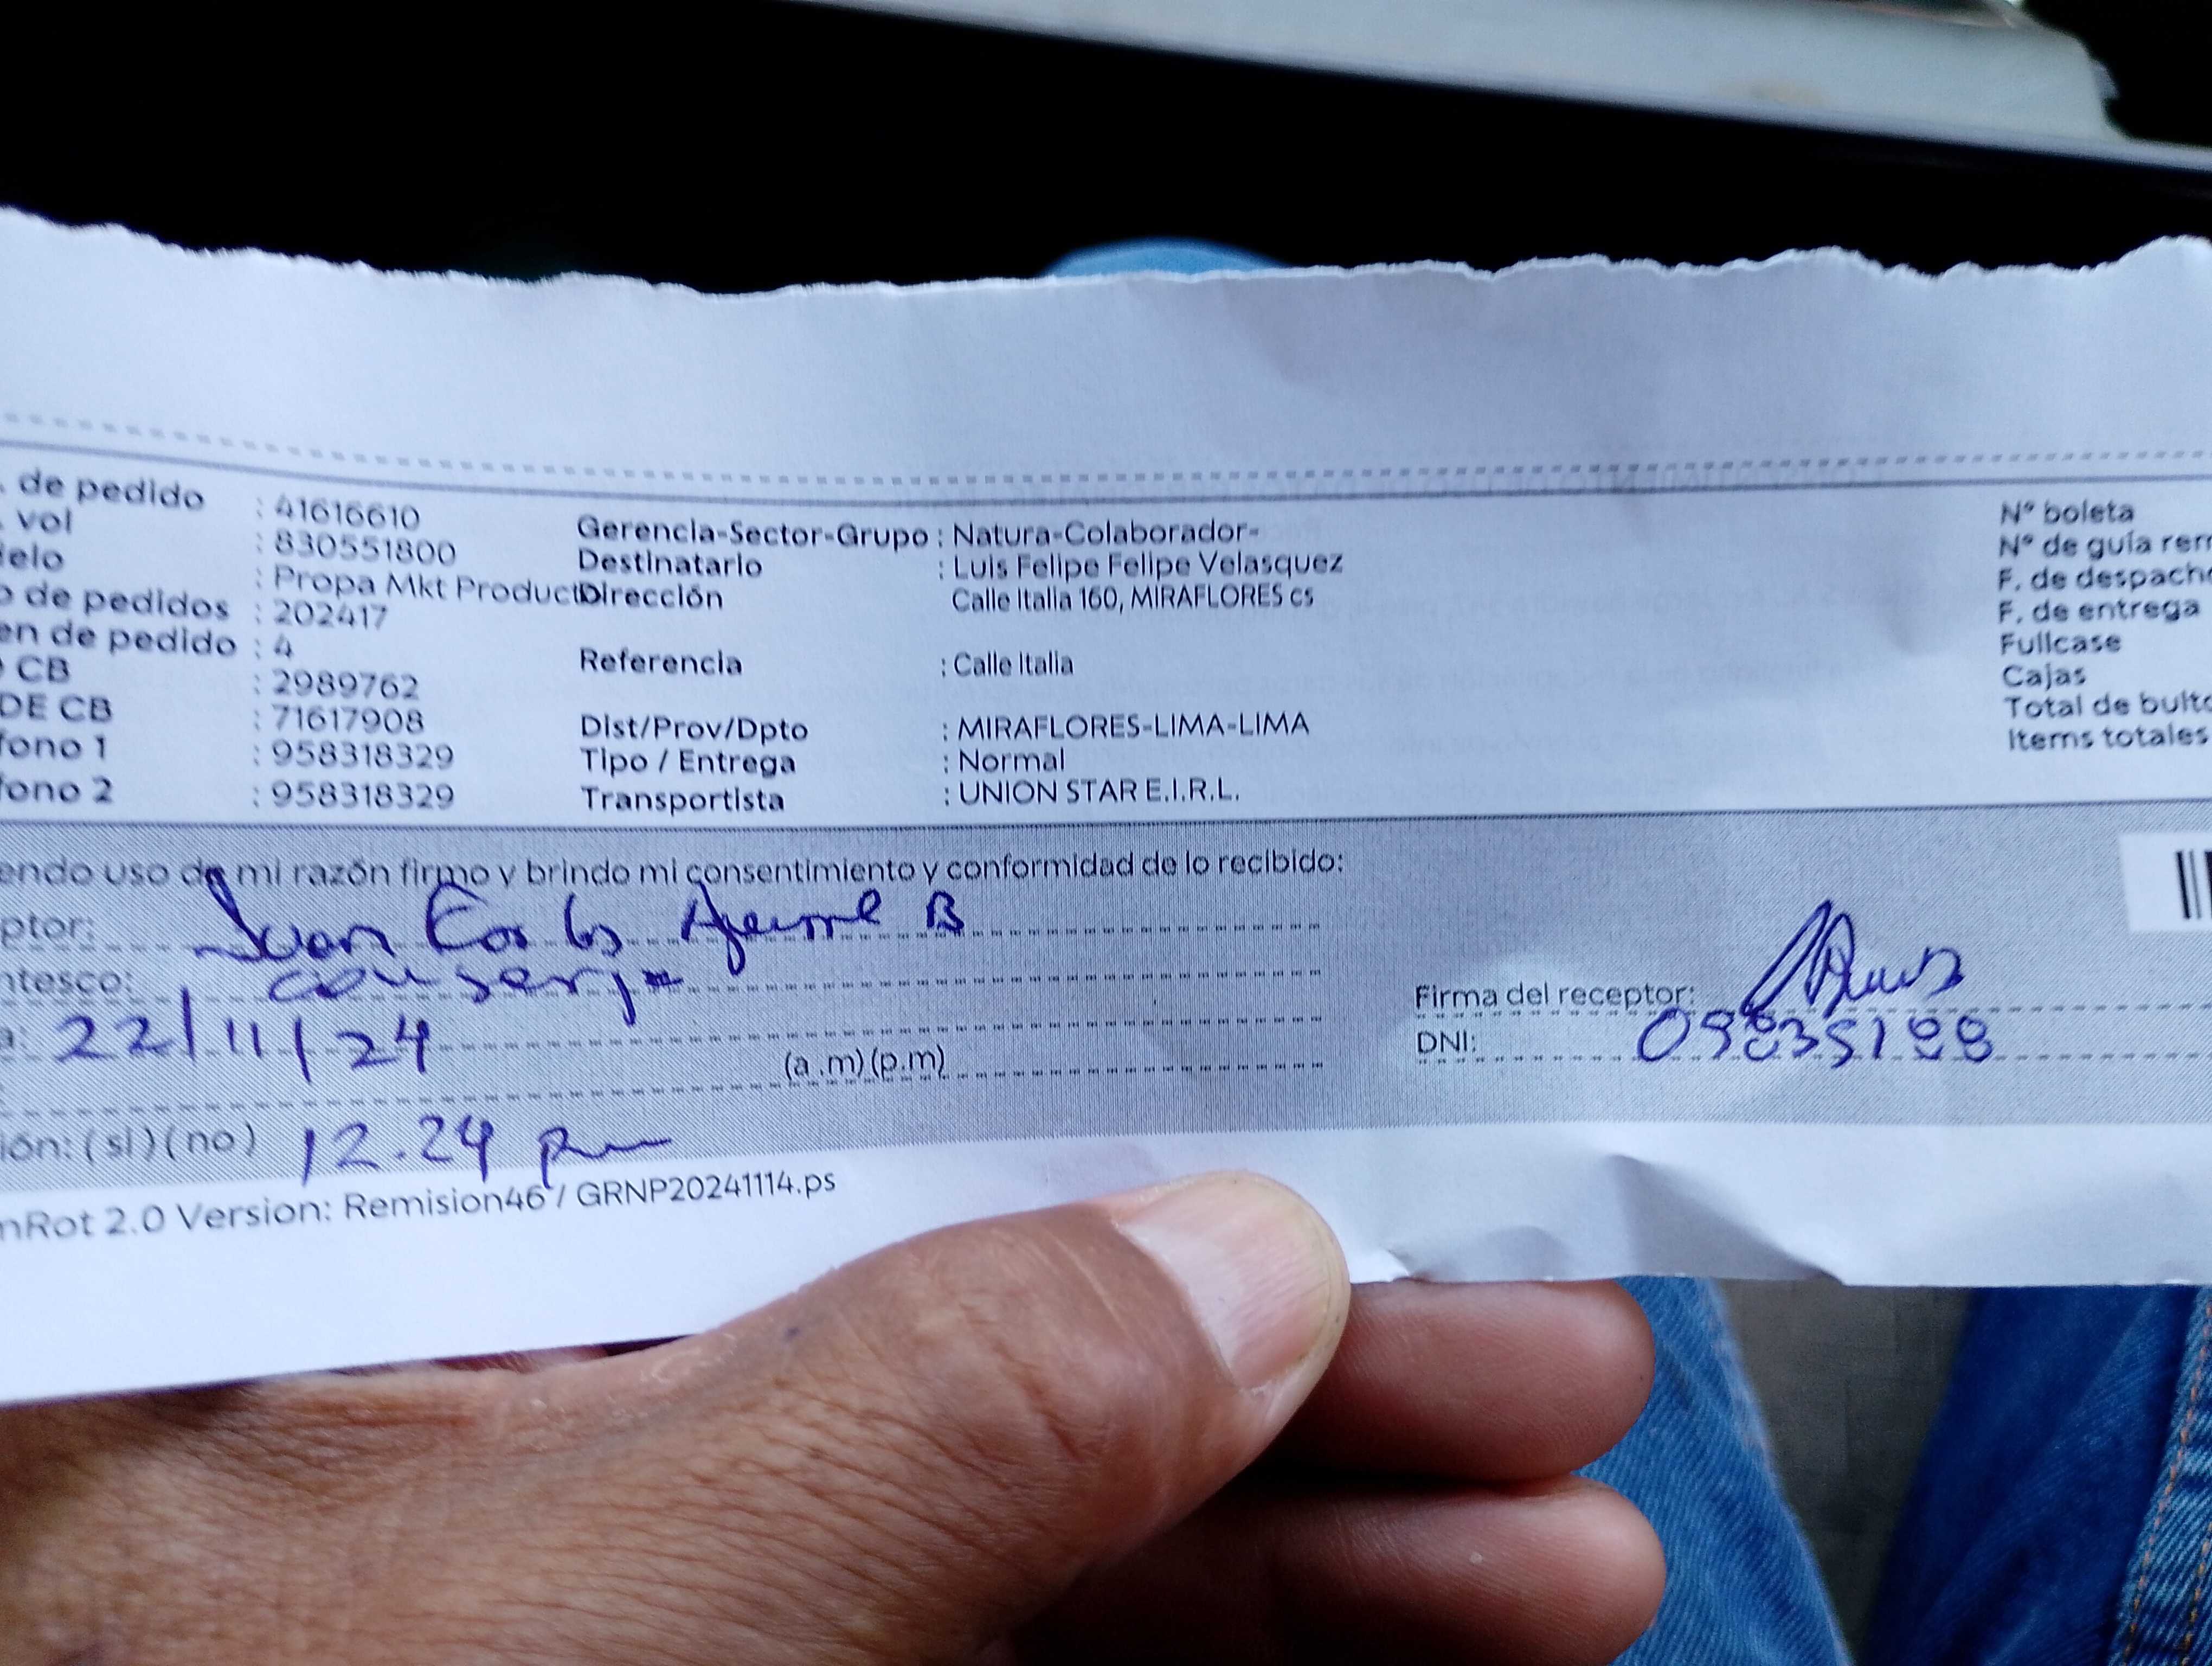 . de pedido : 41616610
. vol : 830551800
elo : Propa Mkt Product
o de pedidos : 202417
en de pedido : 4
CB : 2989762
DE CB : 71617908
fono 1 : 958318329
fono 2 : 958318329
Gerencia-Sector-Grupo : Natura-Colaborador-
Destinatario : Luis Felipe Felipe Velasquez
Dirección Calle Italia 160, MIRAFLORES cs
Referencia : Calle Italia
Dist/Prov/Dpto : MIRAFLORES-LIMA-LIMA
Tipo / Entrega : Normal
Transportista : UNION STAR E.I.R.L.
Nº boleta
Nº de guía rem
F. de despacho
F. de entrega
Fullcase
Cajas
Total de bulto
Items totales
endo uso de mi razón firmo y brindo mi consentimiento y conformidad de lo recibido:
ptor: Juan Carlos B
ntesco: conserje
a: 22/11/24
(a .m) (p.m)
ión: ( si ) ( no ) 12.24 pm
Firma del receptor:
DNI: 09835188
nRot 2.0 Version: Remision46 / GRNP20241114.ps